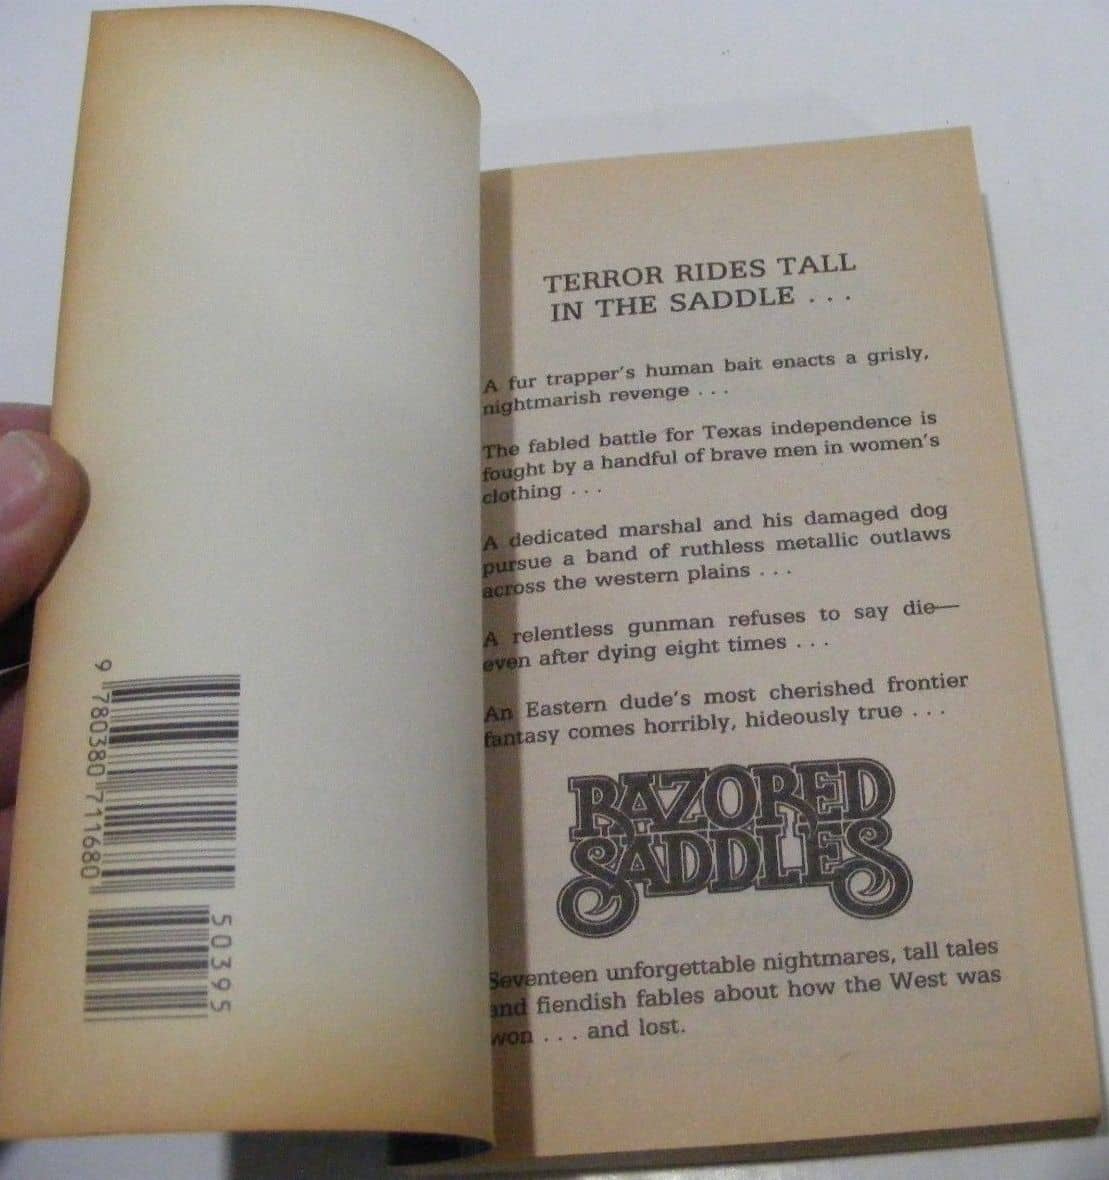 9 780380 711680
50395
TERROR RIDES TALL
IN THE SADDLE . . .
A fur trapper's human bait enacts a grisly,
nightmarish revenge . . .
The fabled battle for Texas independence is
fought by a handful of brave men in women's
clothing . . .
A dedicated marshal and his damaged dog
pursue a band of ruthless metallic outlaws
across the western plains . . .
A relentless gunman refuses to say die—
even after dying eight times . . .
An Eastern dude's most cherished frontier
fantasy comes horribly, hideously true . . .
RAZORED
SADDLES
Seventeen unforgettable nightmares, tall tales
and fiendish fables about how the West was
won . . . and lost.